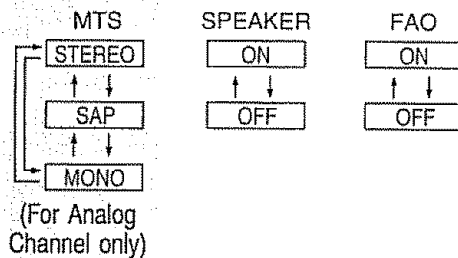 MTS
STEREO
SAP
MONO
(For Analog
Channel only)
SPEAKER
ON
OFF
FAO
ON
OFF